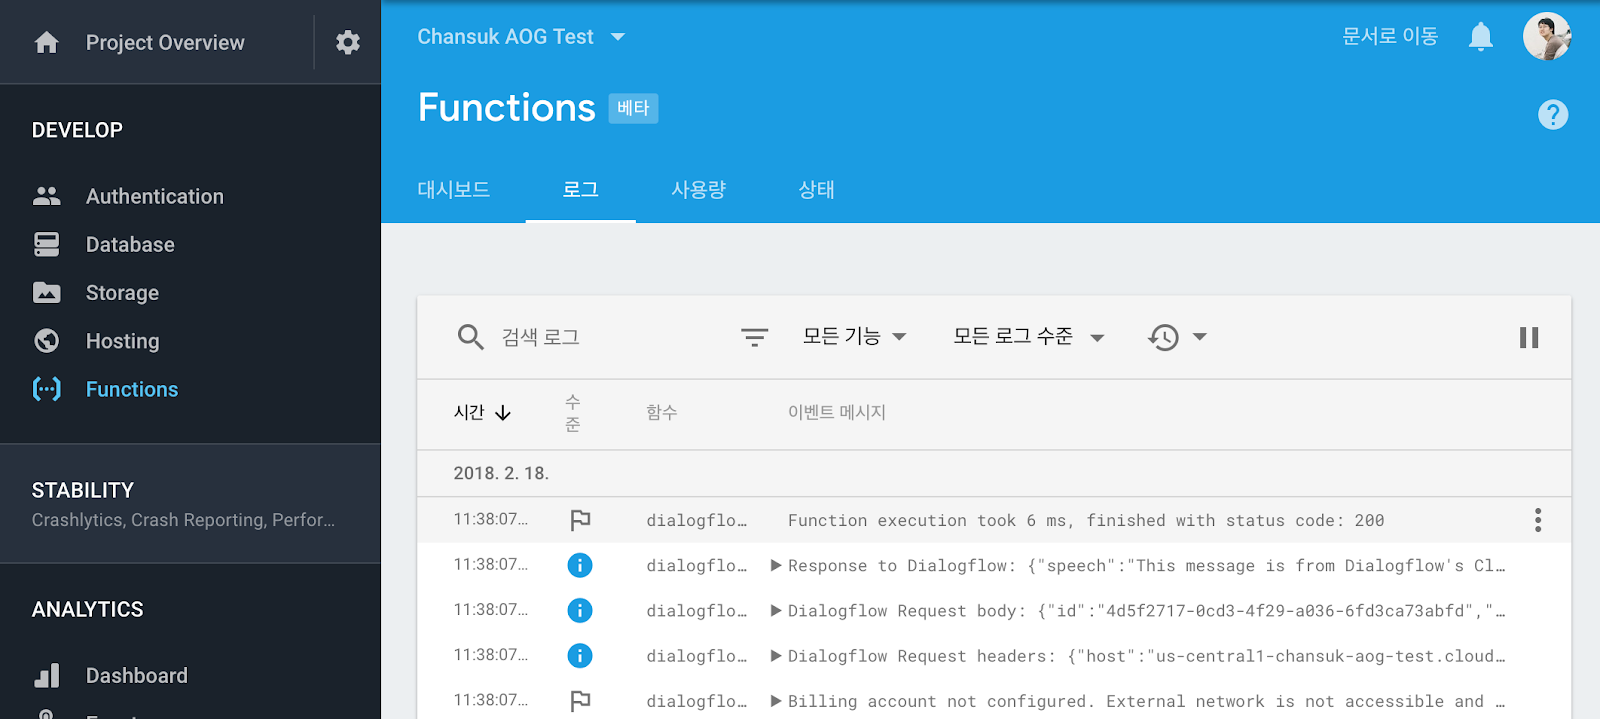 Project Overview
DEVELOP
Authentication
Database
Storage
Hosting
Functions
STABILITY
Crashlytics, Crash Reporting, Perfor...
ANALYTICS
Dashboard
Chansuk AOG Test
문서로 이동
Functions 베타
대시보드 로그 사용량 상태
검색 로그 모든 기능 모든 로그 수준
시간 수준 함수 이벤트 메시지
2018. 2. 18.
11:38:07... dialogflo... Function execution took 6 ms, finished with status code: 200
11:38:07... dialogflo... Response to Dialogflow: {"speech":"This message is from Dialogflow's Cl...
11:38:07... dialogflo... Dialogflow Request body: {"id":"4d5f2717-0cd3-4f29-a036-6fd3ca73abfd","...
11:38:07... dialogflo... Dialogflow Request headers: {"host":"us-central1-chansuk-aog-test.cloud...
11:38:07... dialogflo... Billing account not configured. External network is not accessible and ...